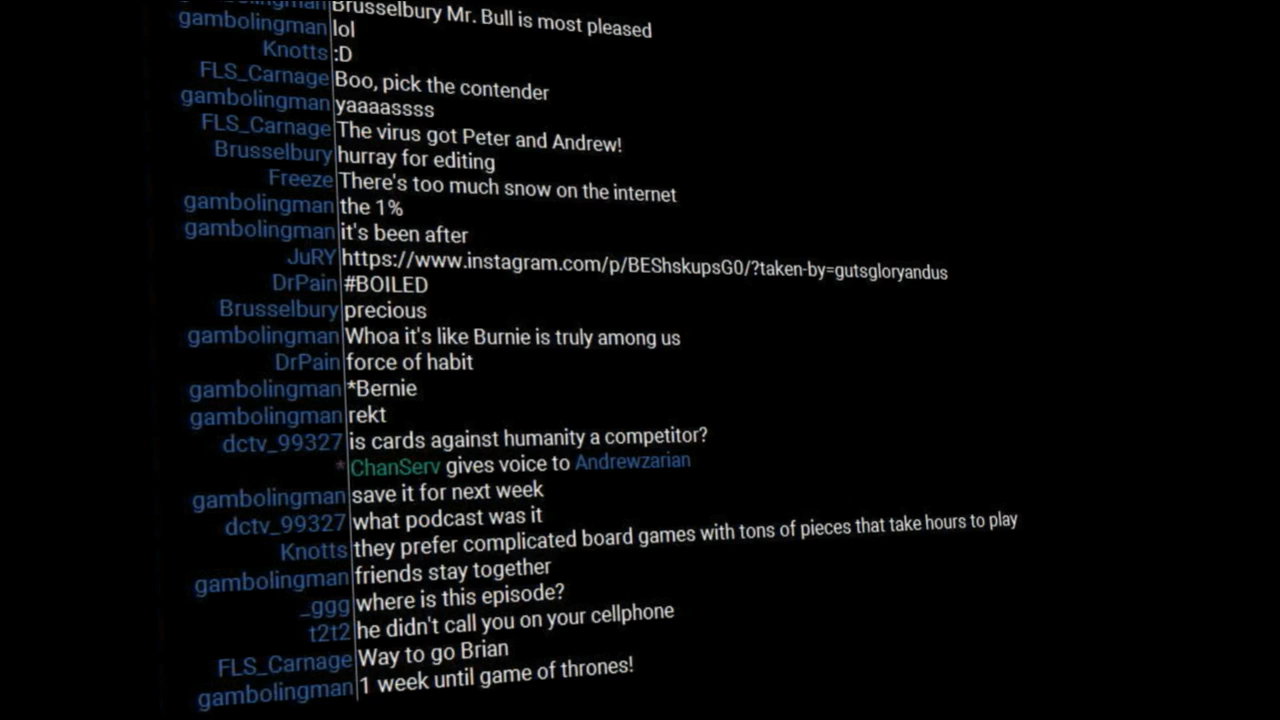 gambolingman Brusselbury Mr. Bull is most pleased
gambolingman lol
Knotts :D
FLS_Carnage Boo, pick the contender
gambolingman yaaaassss
FLS_Carnage The virus got Peter and Andrew!
Brusselbury hurray for editing
Freeze There's too much snow on the internet
gambolingman the 1%
gambolingman it's been after
JuRY https://www.instagram.com/p/BEShskupsG0/?taken-by=gutsgloryandus
DrPain #BOILED
Brusselbury precious
gambolingman Whoa it's like Burnie is truly among us
DrPain force of habit
gambolingman *Bernie
gambolingman rekt
dctv_99327 is cards against humanity a competitor?
* ChanServ gives voice to Andrewzarian
gambolingman save it for next week
dctv_99327 what podcast was it
Knotts they prefer complicated board games with tons of pieces that take hours to play
gambolingman friends stay together
_ggg where is this episode?
t2t2 he didn't call you on your cellphone
FLS_Carnage Way to go Brian
gambolingman 1 week until game of thrones!